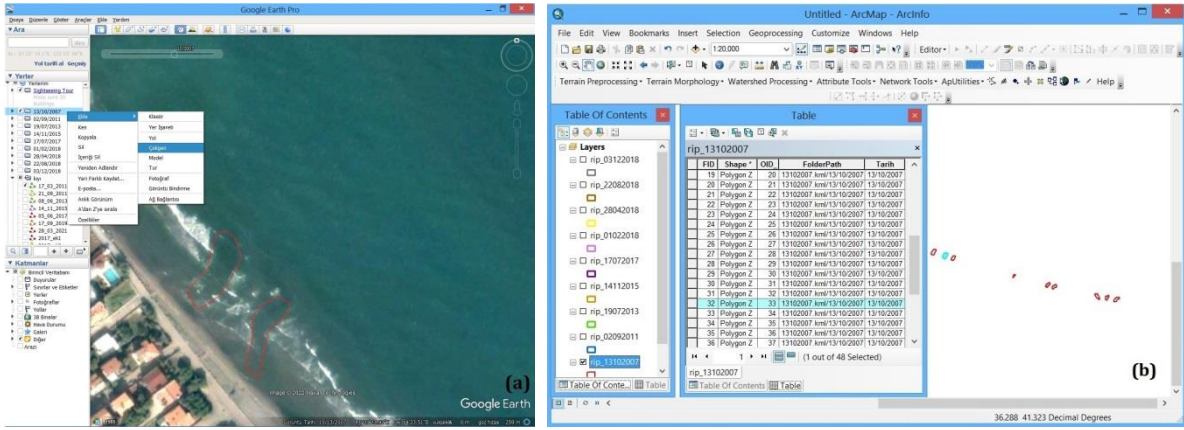 Google Earth Pro
Dosya Düzenle Görünüm Araçlar Ekle Yardım
Ara
Yol tarifi al Geçmiş
Yerler
Sightseeing Tour
13/10/2007
02/09/2011
19/07/2013
14/11/2015
17/07/2017
01/02/2018
28/04/2018
22/08/2018
03/12/2018
kıyı
17_03_2011
21_09_2011
08_06_2013
14_11_2015
05_06_2017
17_09_2019
28_03_2021
2017_ek1
Ekle
Kes
Kopyala
Sil
İçeriği Sil
Yeniden Adlandır
Yeri Farklı Kaydet...
E-posta...
Anlık Görünüm
A'dan Z'ye sırala
Özellikler
Klasör
Yer İşareti
Yol
Çokgen
Model
Tur
Fotoğraf
Görüntü Bindirme
Ağ Bağlantısı
Katmanlar
Birincil Veritabanı
Duyurular
Sınırlar ve Etiketler
Yerler
Fotoğraflar
Yollar
3B Binalar
Hava Durumu
Galeri
Diğer
Arazi
(a)
Google Earth
Untitled - ArcMap - ArcInfo
File Edit View Bookmarks Insert Selection Geoprocessing Customize Windows Help
1:20,000
Editor
Terrain Preprocessing Terrain Morphology Watershed Processing Attribute Tools Network Tools ApUtilities Help
Table Of Contents
Layers
rip_03122018
rip_22082018
rip_28042018
rip_01022018
rip_17072017
rip_14112015
rip_19072013
rip_02092011
rip_13102007
Table Of Conte... Table
Table
rip_13102007
FID Shape * OID FolderPath Tarih
19 Polygon Z 20 13102007.kml/13/10/2007 13/10/2007
20 Polygon Z 21 13102007.kml/13/10/2007 13/10/2007
21 Polygon Z 22 13102007.kml/13/10/2007 13/10/2007
22 Polygon Z 23 13102007.kml/13/10/2007 13/10/2007
23 Polygon Z 24 13102007.kml/13/10/2007 13/10/2007
24 Polygon Z 25 13102007.kml/13/10/2007 13/10/2007
25 Polygon Z 26 13102007.kml/13/10/2007 13/10/2007
26 Polygon Z 27 13102007.kml/13/10/2007 13/10/2007
27 Polygon Z 28 13102007.kml/13/10/2007 13/10/2007
28 Polygon Z 29 13102007.kml/13/10/2007 13/10/2007
29 Polygon Z 30 13102007.kml/13/10/2007 13/10/2007
30 Polygon Z 31 13102007.kml/13/10/2007 13/10/2007
31 Polygon Z 32 13102007.kml/13/10/2007 13/10/2007
32 Polygon Z 33 13102007.kml/13/10/2007 13/10/2007
33 Polygon Z 34 13102007.kml/13/10/2007 13/10/2007
34 Polygon Z 35 13102007.kml/13/10/2007 13/10/2007
35 Polygon Z 36 13102007.kml/13/10/2007 13/10/2007
36 Polygon Z 37 13102007.kml/13/10/2007 13/10/2007
1 (1 out of 48 Selected)
rip_13102007
Table Of Contents Table
(b)
36.288 41.323 Decimal Degrees